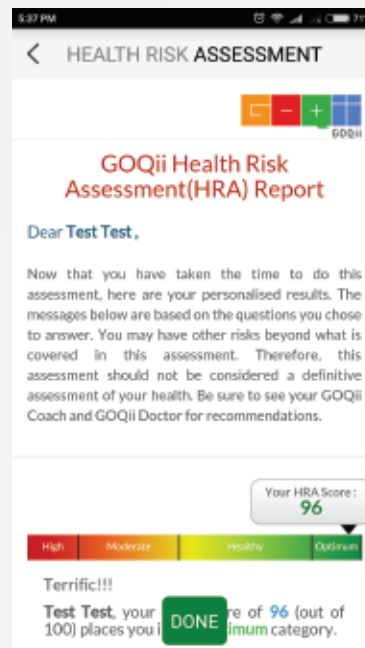 5:37 PM
HEALTH RISK ASSESSMENT
GOQii
GOQii Health Risk
Assessment(HRA) Report
Dear Test Test,
Now that you have taken the time to do this
assessment, here are your personalised results. The
messages below are based on the questions you chose
to answer. You may have other risks beyond what is
covered in this assessment. Therefore, this
assessment should not be considered a definitive
assessment of your health. Be sure to see your GOQii
Coach and GOQii Doctor for recommendations.
Your HRA Score :
96
High Moderate Healthy Optimum
Terrific!!!
Test Test, your re of 96 (out of
100) places you i imum category.
DONE